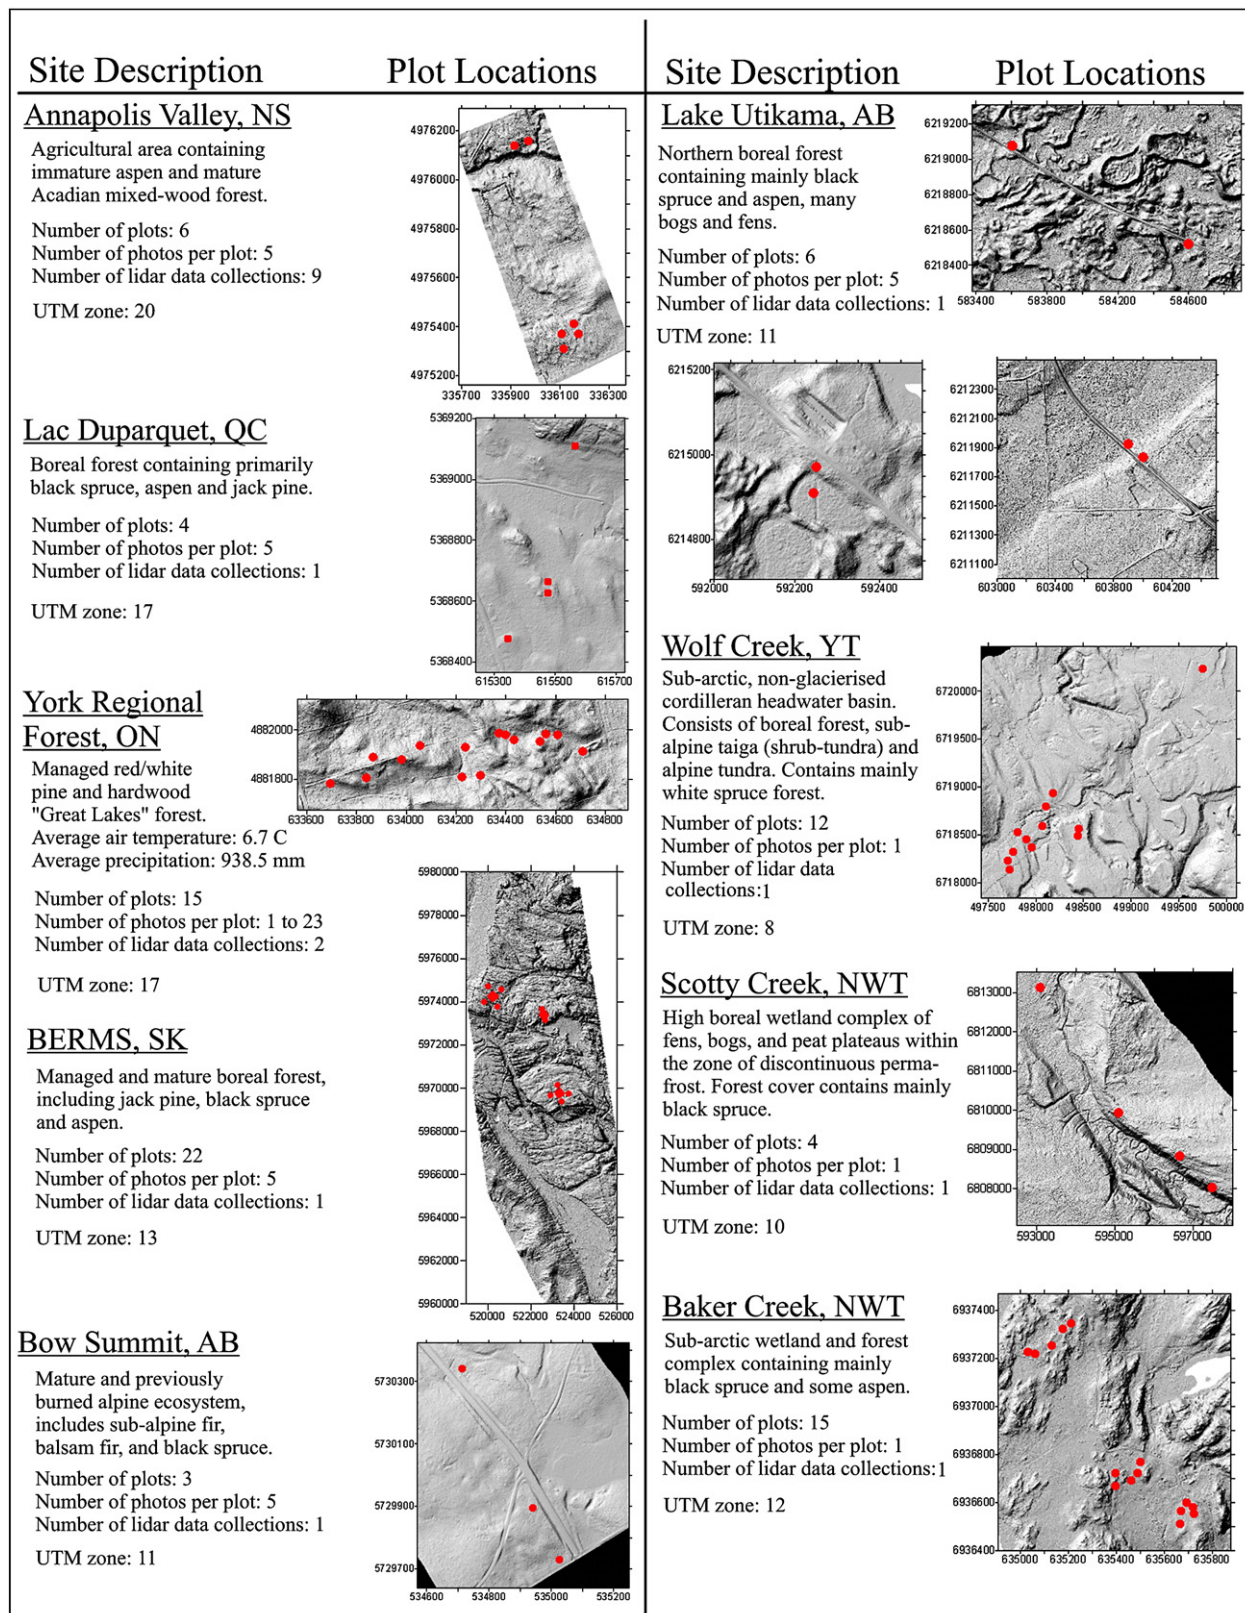 Site Description
Plot Locations
Annapolis Valley, NS
Agricultural area containing
immature aspen and mature
Acadian mixed-wood forest.
Number of plots: 6
Number of photos per plot: 5
Number of lidar data collections: 9
UTM zone: 20
4976200
4976000
4975800
4975600
4975400
4975200
335700
335900
336100
336300
Lac Duparquet, QC
Boreal forest containing primarily
black spruce, aspen and jack pine.
Number of plots: 4
Number of photos per plot: 5
Number of lidar data collections: 1
UTM zone: 17
5369200
5369000
5368800
5368600
5368400
615300
615500
615700
York Regional
Forest, ON
Managed red/white
pine and hardwood
"Great Lakes" forest.
Average air temperature: 6.7 C
Average precipitation: 938.5 mm
Number of plots: 15
Number of photos per plot: 1 to 23
Number of lidar data collections: 2
UTM zone: 17
4882000
4881800
633600
633800
634000
634200
634400
634600
634800
BERMS, SK
Managed and mature boreal forest,
including jack pine, black spruce
and aspen.
Number of plots: 22
Number of photos per plot: 5
Number of lidar data collections: 1
UTM zone: 13
5980000
5978000
5976000
5974000
5972000
5970000
5968000
5966000
5964000
5962000
5960000
520000
522000
524000
526000
Bow Summit, AB
Mature and previously
burned alpine ecosystem,
includes sub-alpine fir,
balsam fir, and black spruce.
Number of plots: 3
Number of photos per plot: 5
Number of lidar data collections: 1
UTM zone: 11
5730300
5730100
5729900
5729700
534600
534800
535000
535200
Site Description
Plot Locations
Lake Utikama, AB
Northern boreal forest
containing mainly black
spruce and aspen, many
bogs and fens.
Number of plots: 6
Number of photos per plot: 5
Number of lidar data collections: 1
UTM zone: 11
6219200
6219000
6218800
6218600
6218400
583400
583800
584200
584600
6215200
6215000
6214800
592000
592200
592400
6212300
6212100
6211900
6211700
6211500
6211300
6211100
603000
603400
603800
604200
Wolf Creek, YT
Sub-arctic, non-glacierised
cordilleran headwater basin.
Consists of boreal forest, sub-
alpine taiga (shrub-tundra) and
alpine tundra. Contains mainly
white spruce forest.
Number of plots: 12
Number of photos per plot: 1
Number of lidar data
collections:1
UTM zone: 8
6720000
6719500
6719000
6718500
6718000
497500
498000
498500
499000
499500
500000
Scotty Creek, NWT
High boreal wetland complex of
fens, bogs, and peat plateaus within
the zone of discontinuous perma-
frost. Forest cover contains mainly
black spruce.
Number of plots: 4
Number of photos per plot: 1
Number of lidar data collections: 1
UTM zone: 10
6813000
6812000
6811000
6810000
6809000
6808000
593000
595000
597000
Baker Creek, NWT
Sub-arctic wetland and forest
complex containing mainly
black spruce and some aspen.
Number of plots: 15
Number of photos per plot: 1
Number of lidar data collections:1
UTM zone: 12
6937400
6937200
6937000
6936800
6936600
6936400
635000
635200
635400
635600
635800